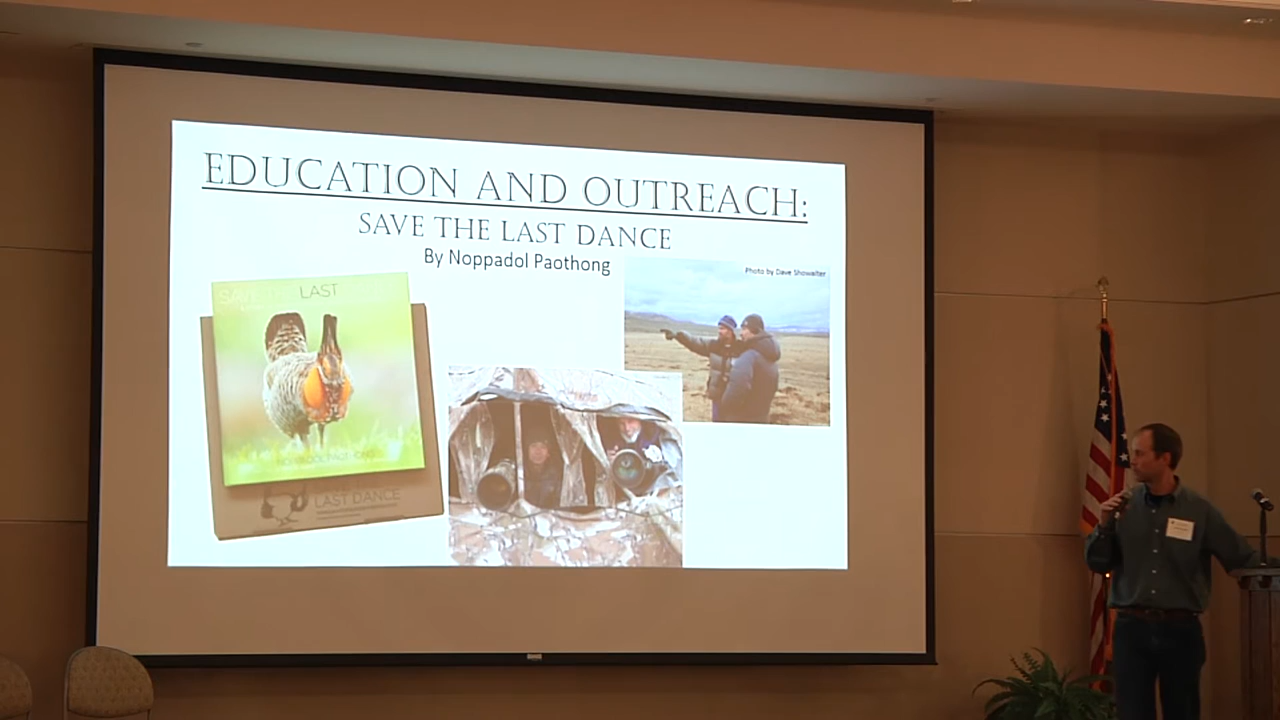 EDUCATION AND OUTREACH:
SAVE THE LAST DANCE
By Noppadol Paothong
Photo by Dave Showalter
LAST
LAST DANCE